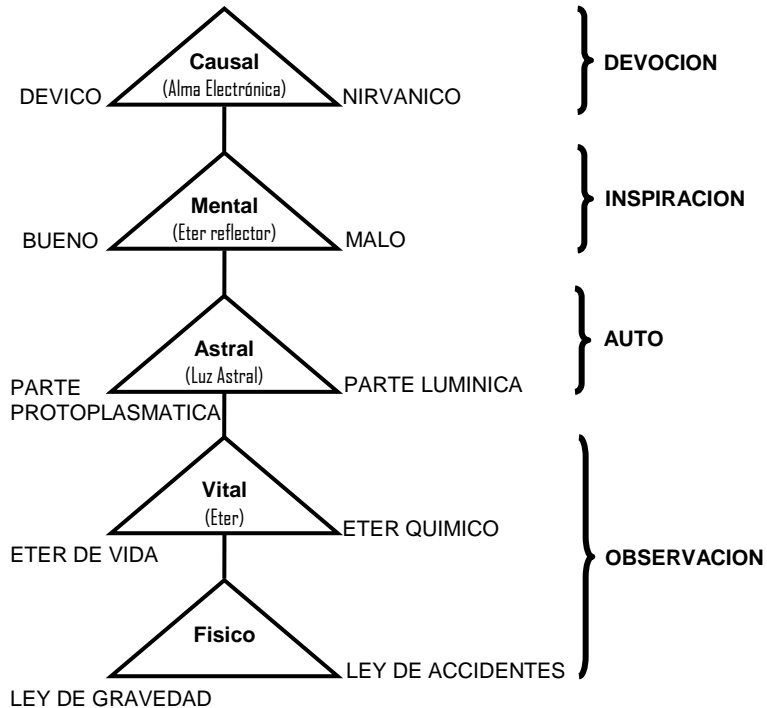 Causal
(Alma Electrónica)
DEVICO
NIRVANICO
DEVOCION
Mental
(Eter reflector)
BUENO
MALO
INSPIRACION
Astral
(Luz Astral)
PARTE
PROTOPLASMATICA
PARTE LUMINICA
AUTO
Vital
(Eter)
ETER DE VIDA
ETER QUIMICO
OBSERVACION
Fisico
LEY DE GRAVEDAD
LEY DE ACCIDENTES